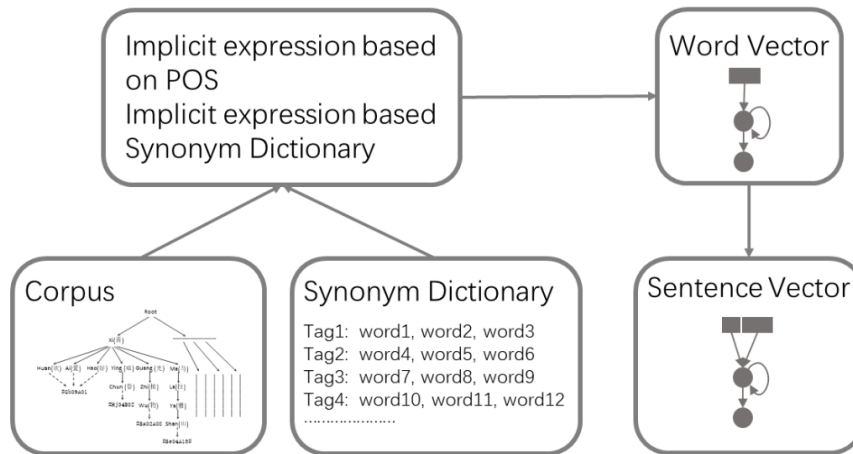 Implicit expression based
on POS
Implicit expression based
Synonym Dictionary
Word Vector
Corpus
Root
Synonym Dictionary
Tag1: word1, word2, word3
Tag2: word4, word5, word6
Tag3: word7, word8, word9
Tag4: word10, word11, word12
.....................
Sentence Vector